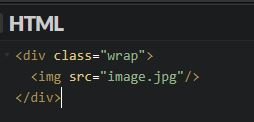 HTML
<div class="wrap">
<img src="image.jpg"/>
</div>